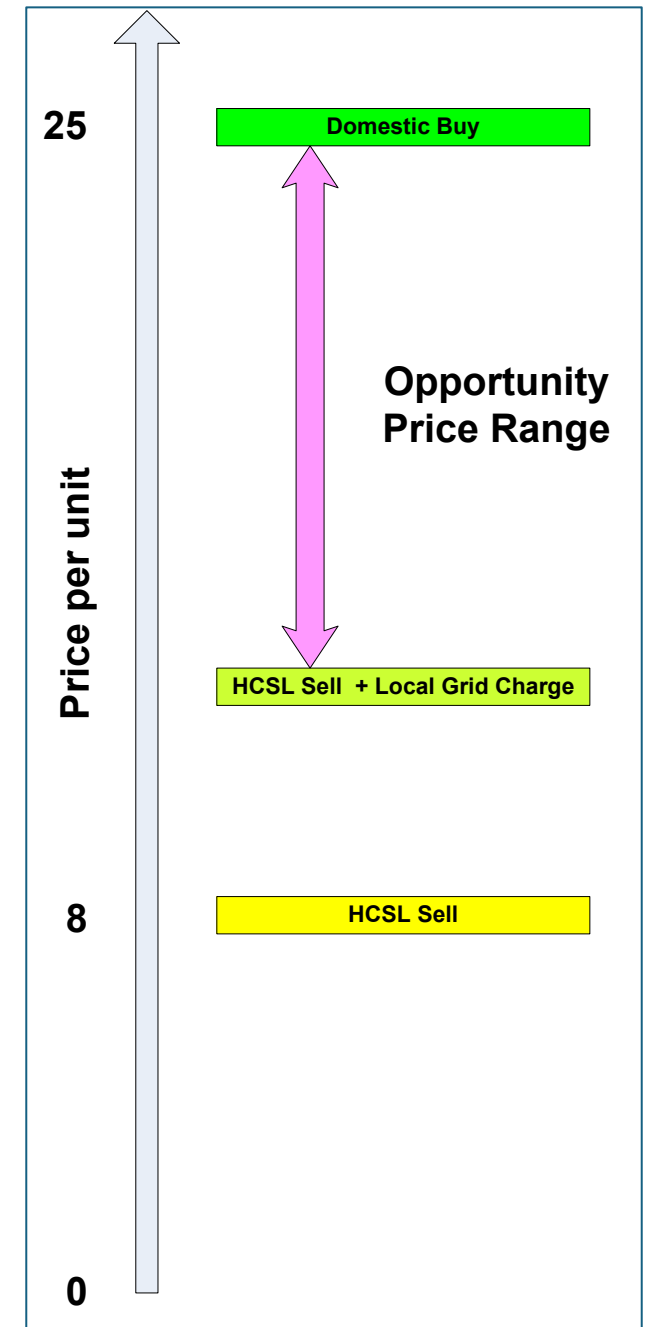 25
Domestic Buy
Opportunity
Price Range
Price per unit
HCSL Sell + Local Grid Charge
8
HCSL Sell
0